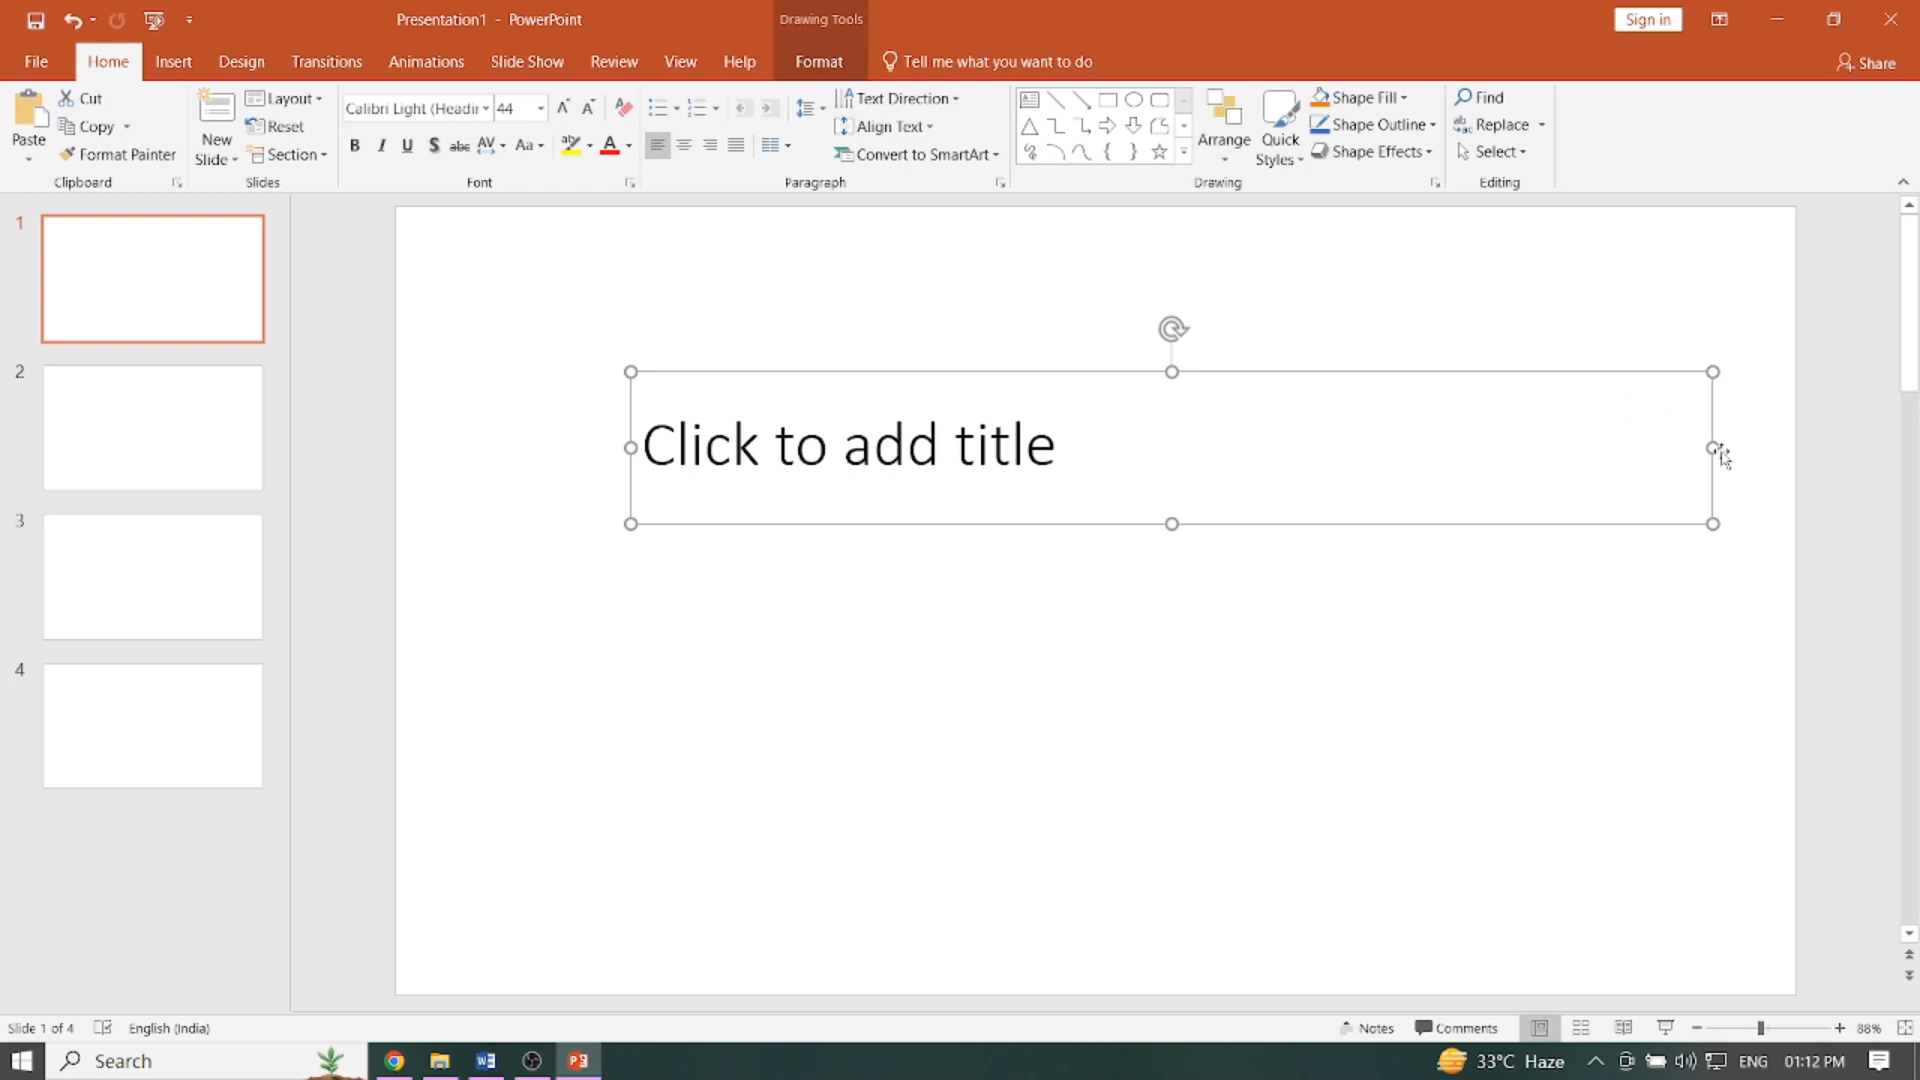 Presentation1 - PowerPoint
Drawing Tools
Sign in
File Home Insert Design Transitions Animations Slide Show Review View Help Format Tell me what you want to do Share
Paste
Cut
Copy
Format Painter
Clipboard
New Slide
Layout
Reset
Section
Slides
Calibri Light (Headir 44
B I U S abc AV Aa A
Font
Text Direction
Align Text
Convert to SmartArt
Paragraph
Arrange
Quick Styles
Shape Fill
Shape Outline
Shape Effects
Drawing
Find
Replace
Select
Editing
1
2
3
4
Click to add title
Slide 1 of 4 English (India) Notes Comments 88%
Search 33°C Haze ENG 01:12 PM